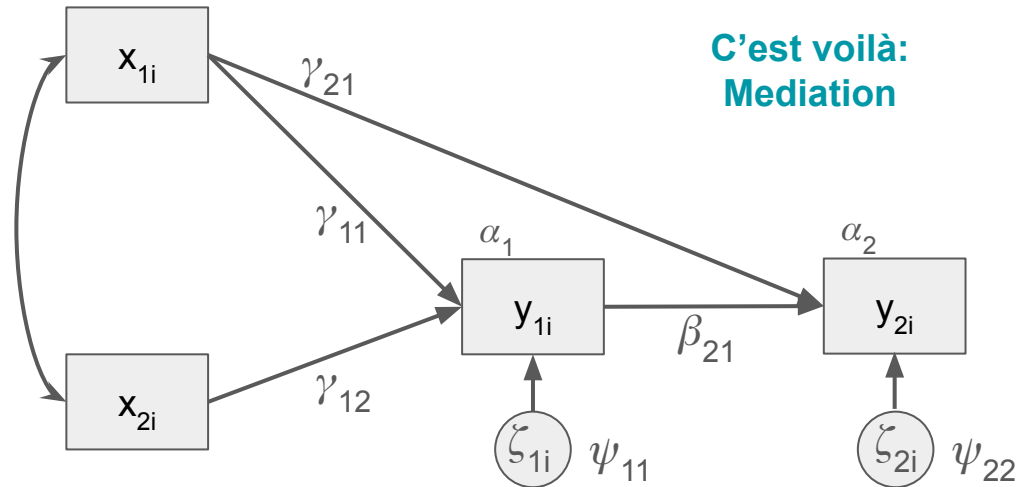 C’est voilà:
Mediation
x₁ᵢ
γ₂₁
γ₁₁
α₁
α₂
y₁ᵢ
y₂ᵢ
β₂₁
x₂ᵢ
γ₁₂
ζ₁ᵢ
ψ₁₁
ζ₂ᵢ
ψ₂₂